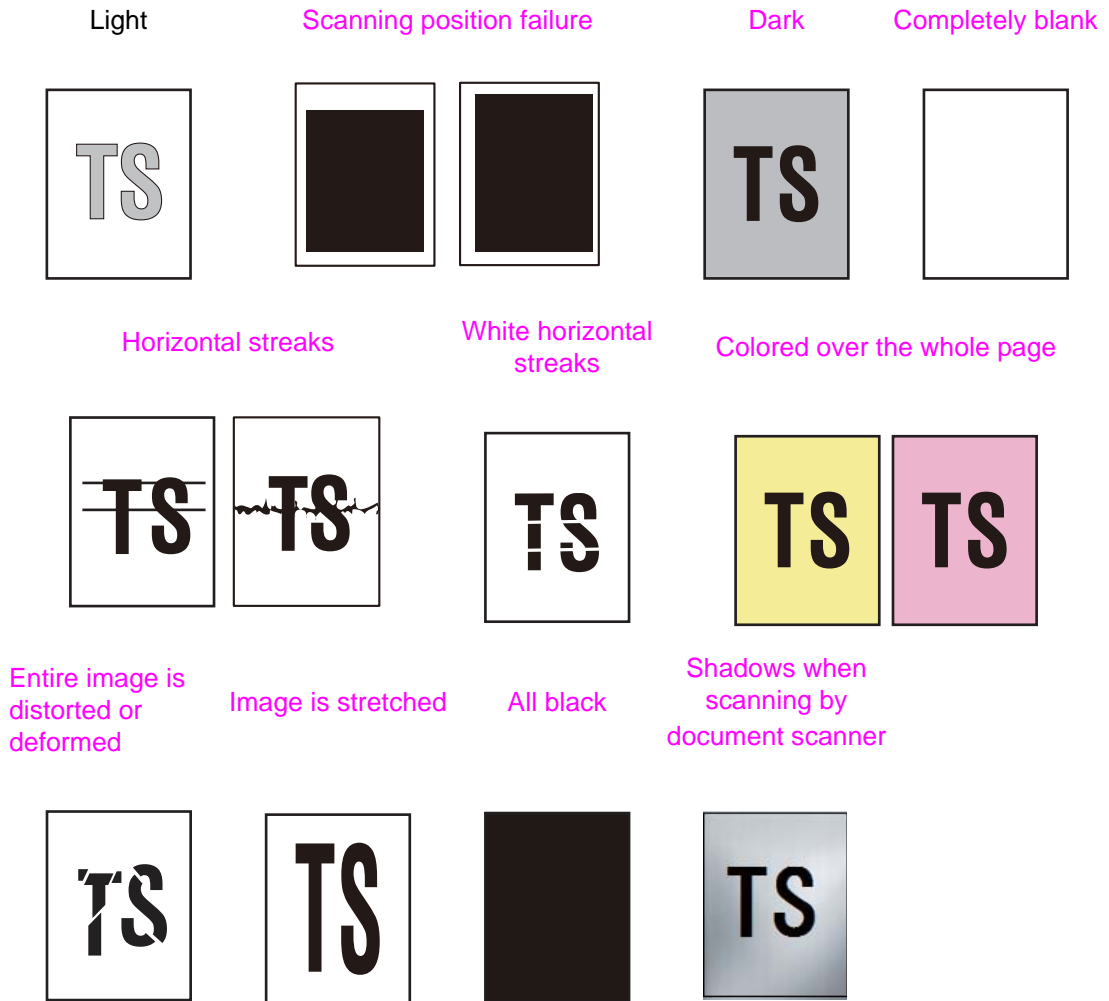 Light
Scanning position failure
Dark
Completely blank
TS
TS
Horizontal streaks
White horizontal
streaks
Colored over the whole page
TS
TS
TS
TS
TS
Entire image is
distorted or
deformed
Image is stretched
All black
Shadows when
scanning by
document scanner
TS
TS
TS